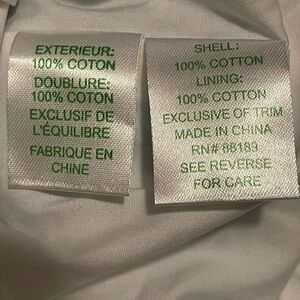 EXTERIEUR:
100% COTON
DOUBLURE:
100% COTON
EXCLUSIF DE
L'ÉQUILIBRE
FABRIQUE EN
CHINE
SHELL:
100% COTTON
LINING:
100% COTTON
EXCLUSIVE OF TRIM
MADE IN CHINA
RN# 88189
SEE REVERSE
FOR CARE